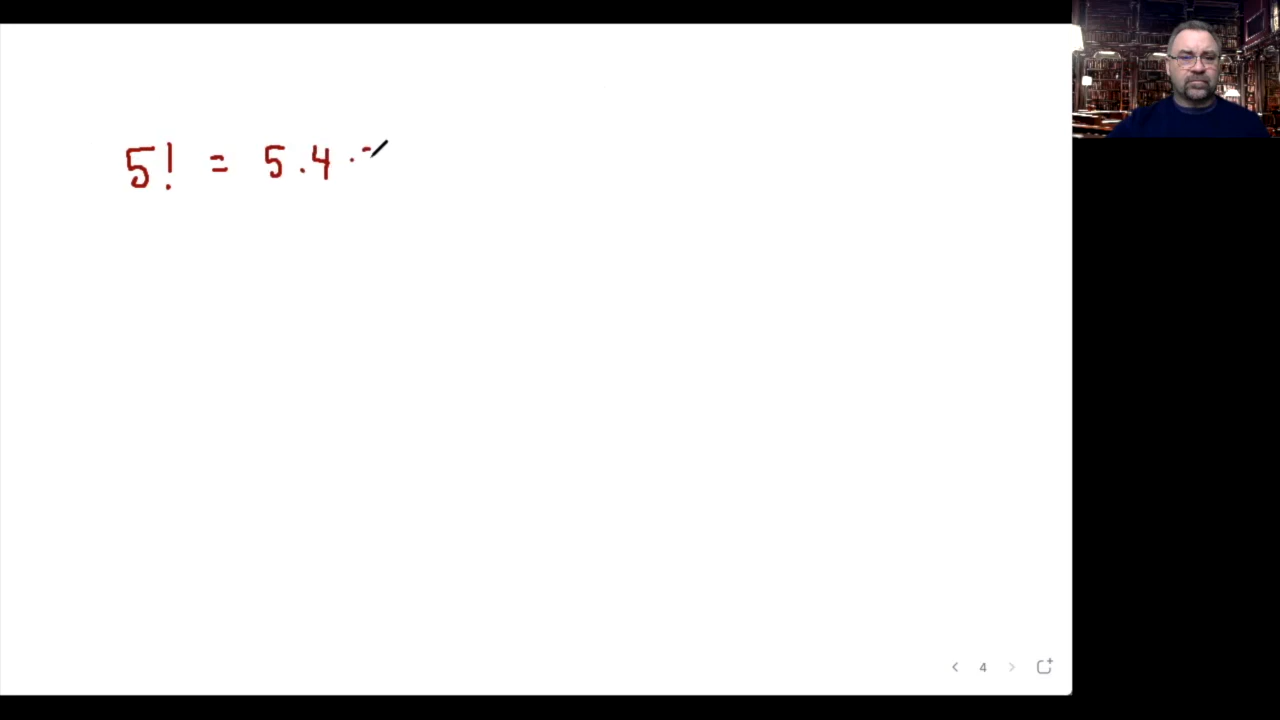 5! = 5 . 4 .
4